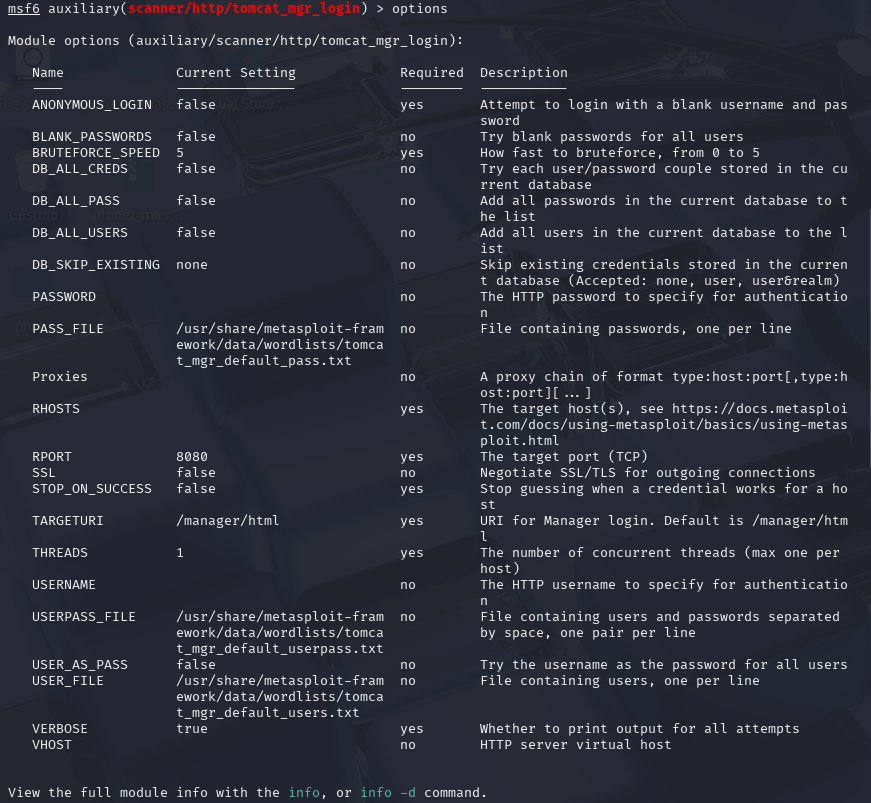 msf6 auxiliary(scanner/http/tomcat_mgr_login) > options
Module options (auxiliary/scanner/http/tomcat_mgr_login):
Name Current Setting Required Description
ANONYMOUS_LOGIN false yes Attempt to login with a blank username and pas
sword
BLANK_PASSWORDS false no Try blank passwords for all users
BRUTEFORCE_SPEED 5 yes How fast to bruteforce, from 0 to 5
DB_ALL_CREDS false no Try each user/password couple stored in the cu
rrent database
DB_ALL_PASS false no Add all passwords in the current database to t
he list
DB_ALL_USERS false no Add all users in the current database to the l
ist
DB_SKIP_EXISTING none no Skip existing credentials stored in the curren
t database (Accepted: none, user, user&realm)
PASSWORD no The HTTP password to specify for authenticatio
n
PASS_FILE /usr/share/metasploit-fram no File containing passwords, one per line
ework/data/wordlists/tomca
t_mgr_default_pass.txt
Proxies no A proxy chain of format type:host:port[,type:h
ost:port][...]
RHOSTS yes The target host(s), see https://docs.metasploi
t.com/docs/using-metasploit/basics/using-metas
ploit.html
RPORT 8080 yes The target port (TCP)
SSL false no Negotiate SSL/TLS for outgoing connections
STOP_ON_SUCCESS false yes Stop guessing when a credential works for a ho
st
TARGETURI /manager/html yes URI for Manager login. Default is /manager/htm
l
THREADS 1 yes The number of concurrent threads (max one per
host)
USERNAME no The HTTP username to specify for authenticatio
n
USERPASS_FILE /usr/share/metasploit-fram no File containing users and passwords separated
ework/data/wordlists/tomca by space, one pair per line
t_mgr_default_userpass.txt
USER_AS_PASS false no Try the username as the password for all users
USER_FILE /usr/share/metasploit-fram no File containing users, one per line
ework/data/wordlists/tomca
t_mgr_default_users.txt
VERBOSE true yes Whether to print output for all attempts
VHOST no HTTP server virtual host
View the full module info with the info, or info -d command.